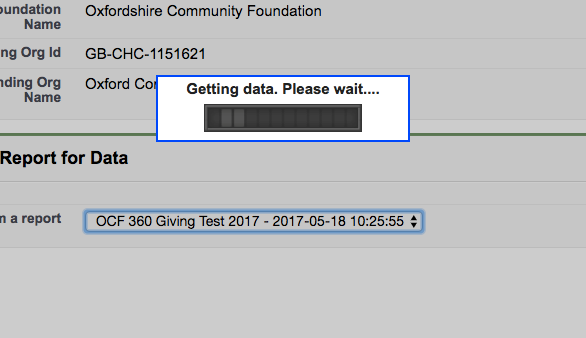 oundation Oxfordshire Community Foundation
Name
ng Org Id GB-CHC-1151621
nding Org Oxford Co
Name
Getting data. Please wait....
Report for Data
m a report OCF 360 Giving Test 2017 - 2017-05-18 10:25:55